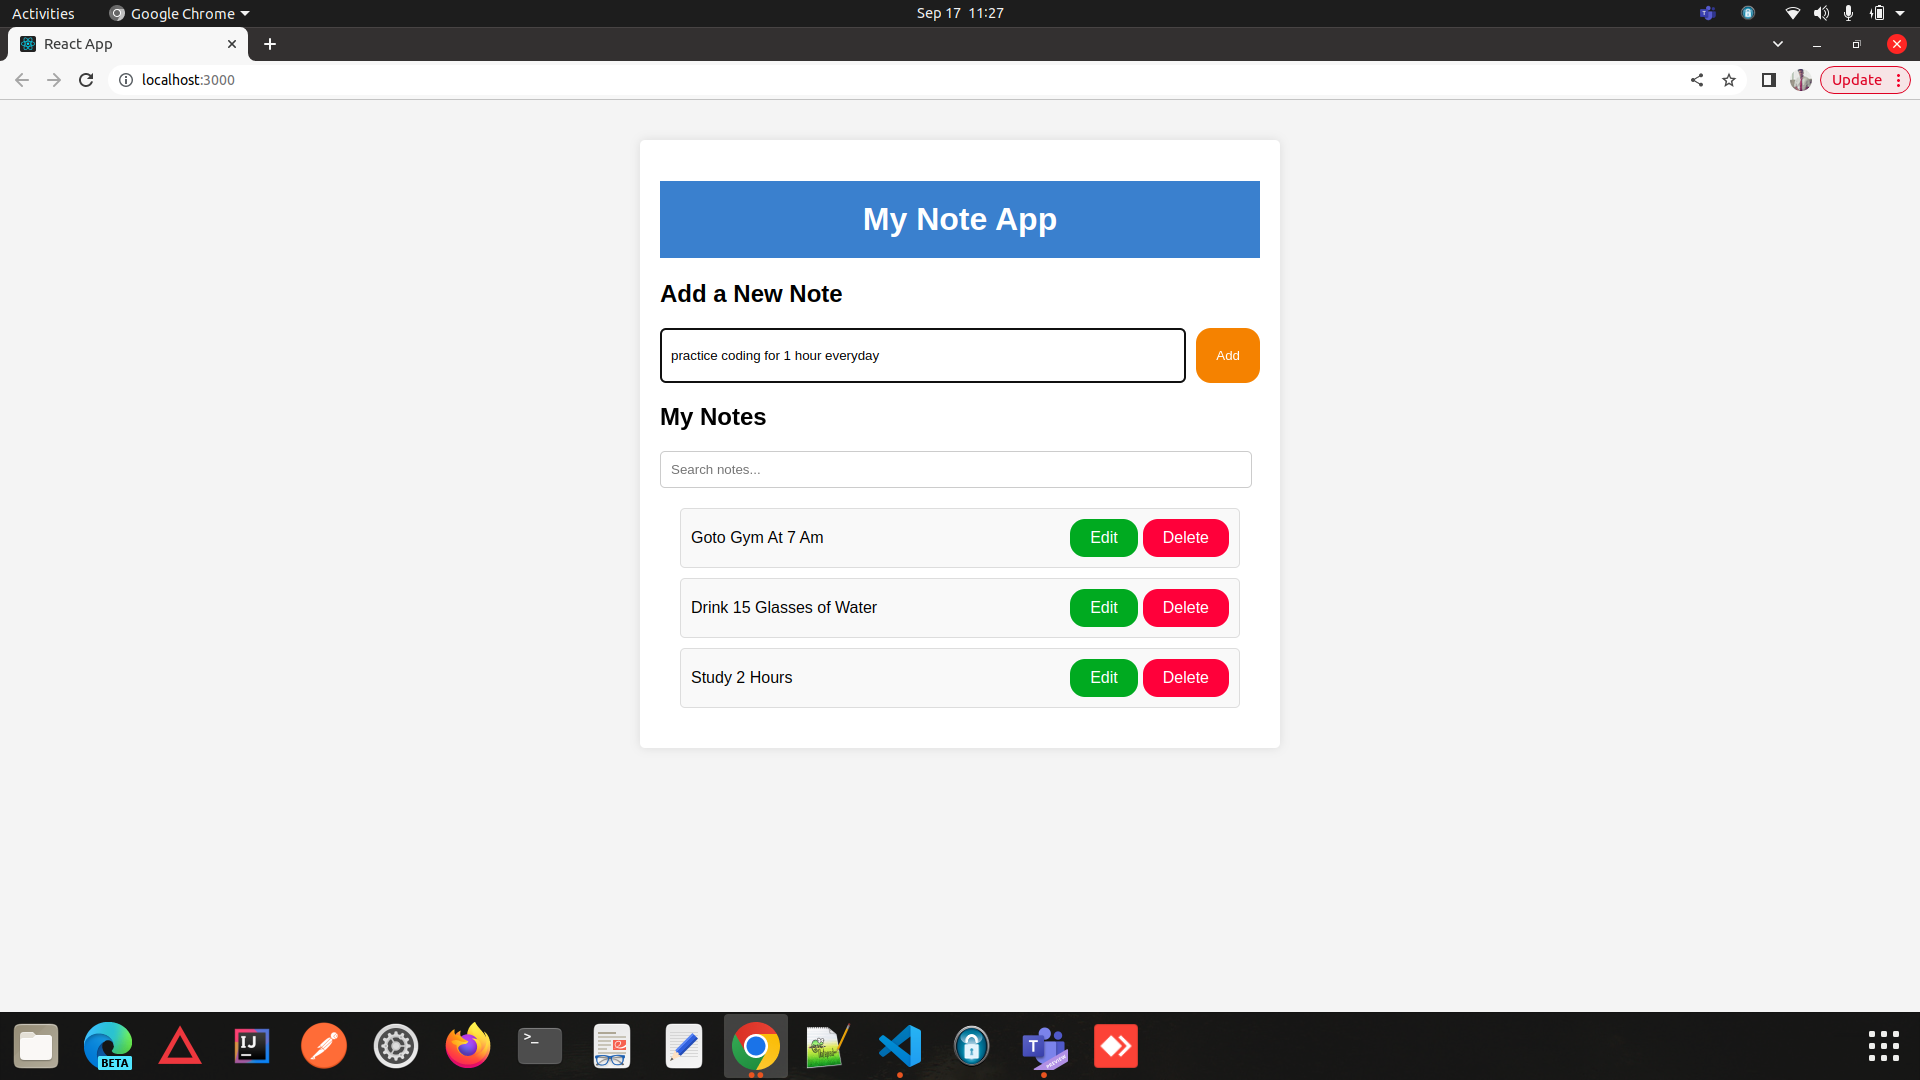 Activities
Google Chrome
Sep 17 11:27
React App
localhost:3000
Update
My Note App
Add a New Note
practice coding for 1 hour everyday
Add
My Notes
Search notes...
Goto Gym At 7 Am
Edit
Delete
Drink 15 Glasses of Water
Edit
Delete
Study 2 Hours
Edit
Delete
BETA
IJ
>_
T
PREVIEW